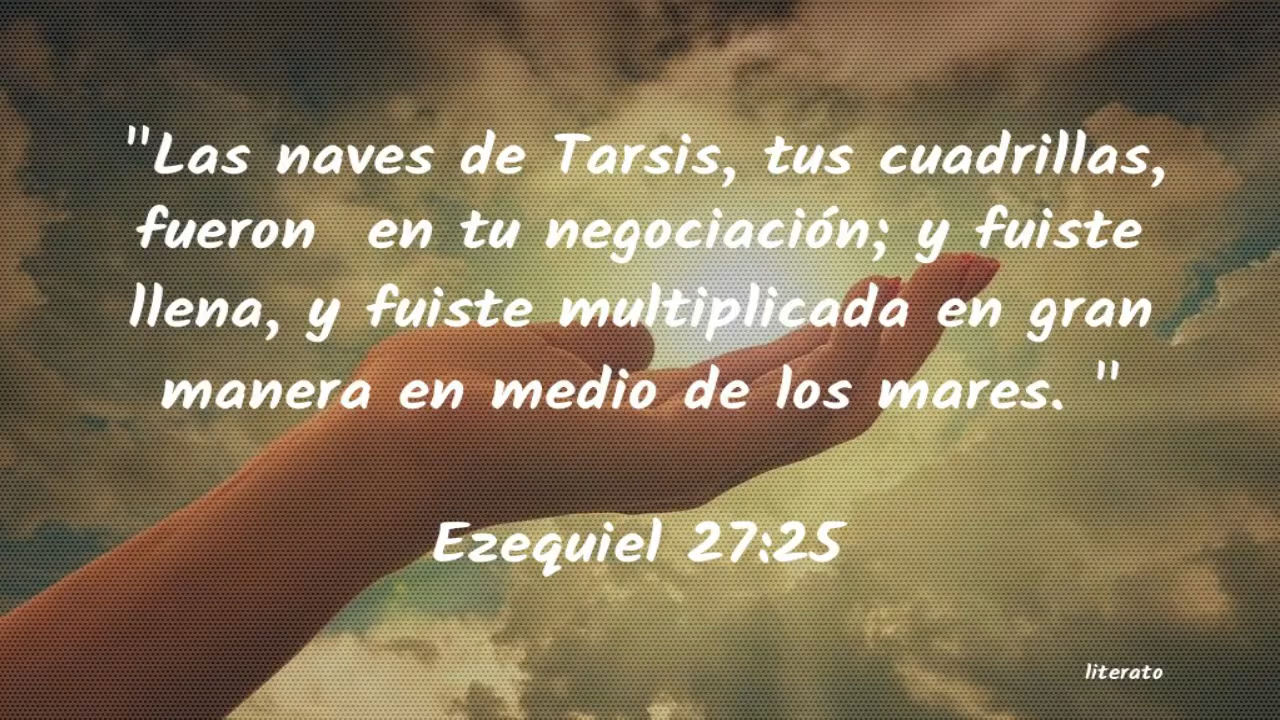 "Las naves de Tarsis, tus cuadrillas,
fueron  en tu negociación; y fuiste
llena, y fuiste multiplicada en gran
manera en medio de los mares. "
Ezequiel 27:25
literato